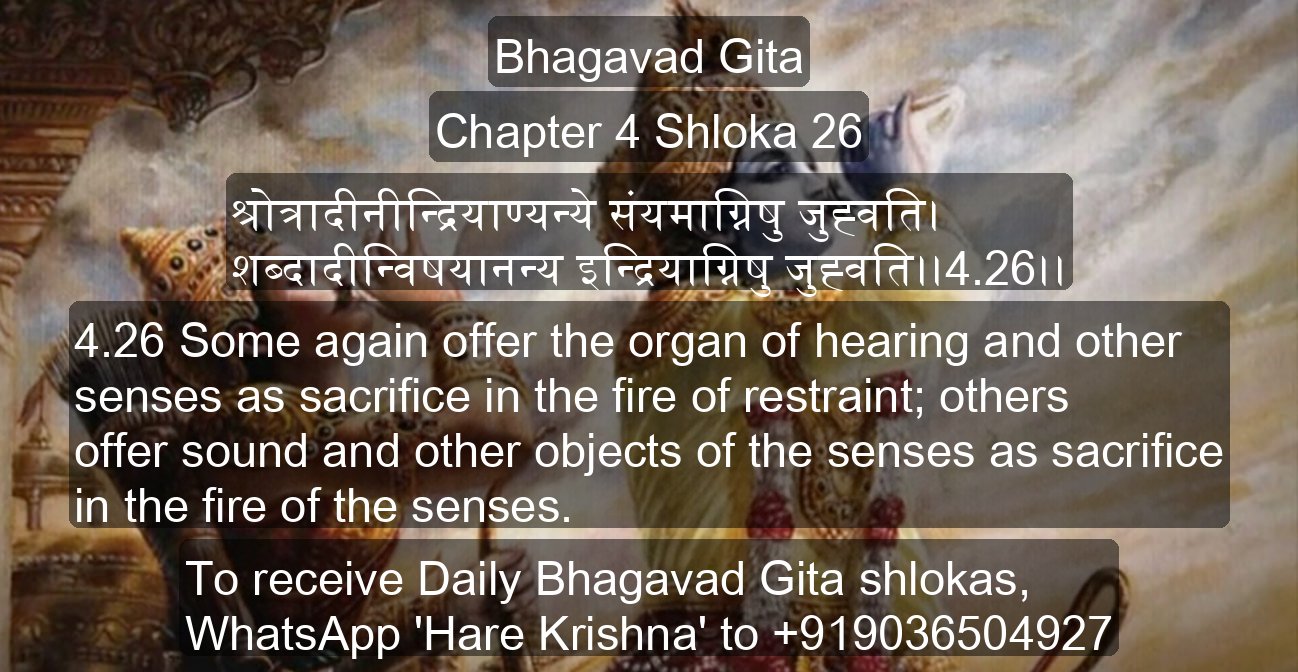 Bhagavad Gita
Chapter 4 Shloka 26
श्रोत्रादीनीन्द्रियाण्यन्ये संयमाग्निषु जुह्वति।
शब्दादीन्विषयानन्य इन्द्रियाग्निषु जुह्वति।।4.26।।
4.26 Some again offer the organ of hearing and other
senses as sacrifice in the fire of restraint; others
offer sound and other objects of the senses as sacrifice
in the fire of the senses.
To receive Daily Bhagavad Gita shlokas,
WhatsApp 'Hare Krishna' to +919036504927